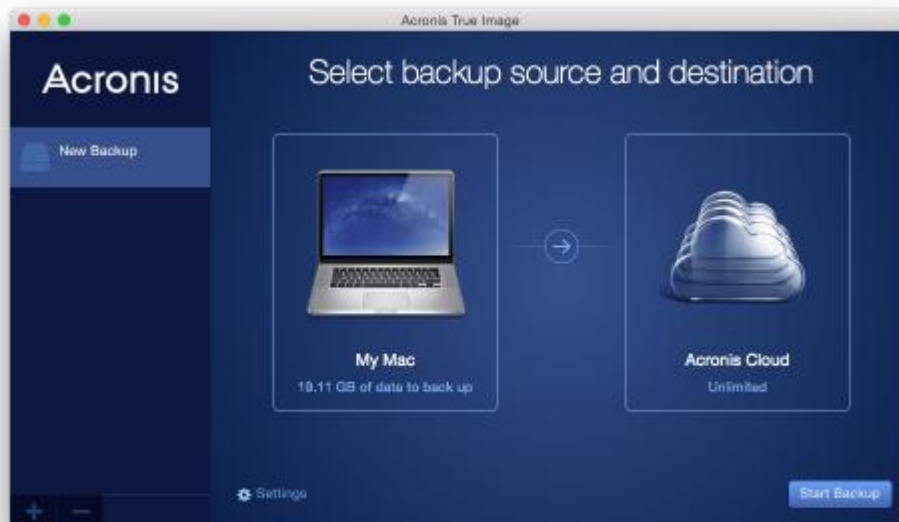 Acronis True Image
Acronis
Select backup source and destination
New Backup
My Mac
19.11 GB of data to back up
Acronis Cloud
Unlimited
Settings
Start Backup